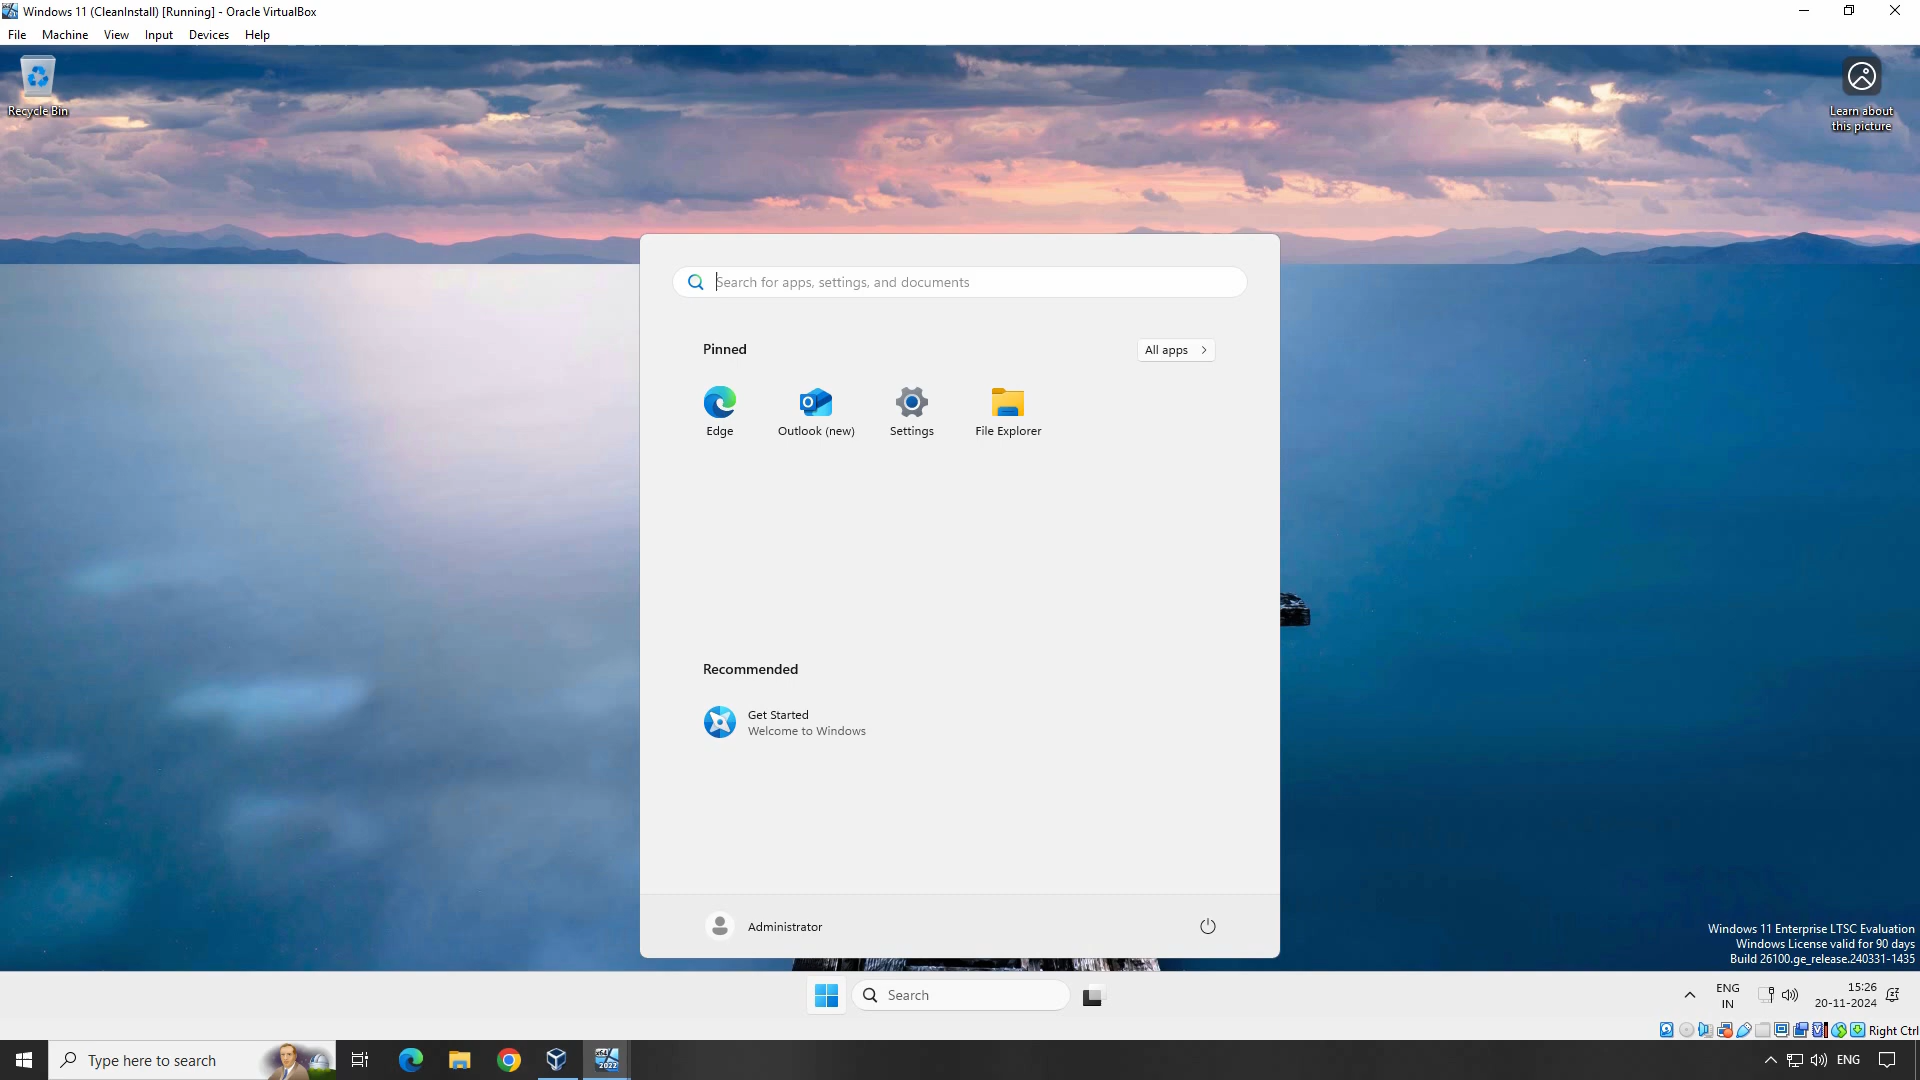 Windows 11 (CleanInstall) [Running] - Oracle VirtualBox
File Machine View Input Devices Help
Recycle Bin
Learn about
this picture
Search for apps, settings, and documents
Pinned
All apps
Edge
Outlook (new)
Settings
File Explorer
Recommended
Get Started
Welcome to Windows
Administrator
Windows 11 Enterprise LTSC Evaluation
Windows License valid for 90 days
Build 26100.ge_release.240331-1435
Search
ENG
IN
15:26
20-11-2024
Right Ctrl
Type here to search
x64
2022
ENG